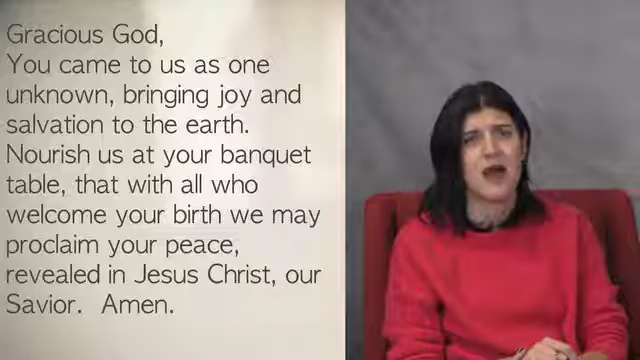 Gracious God,
You came to us as one
unknown, bringing joy and
salvation to the earth.
Nourish us at your banquet
table, that with all who
welcome your birth we may
proclaim your peace,
revealed in Jesus Christ, our
Savior.  Amen.